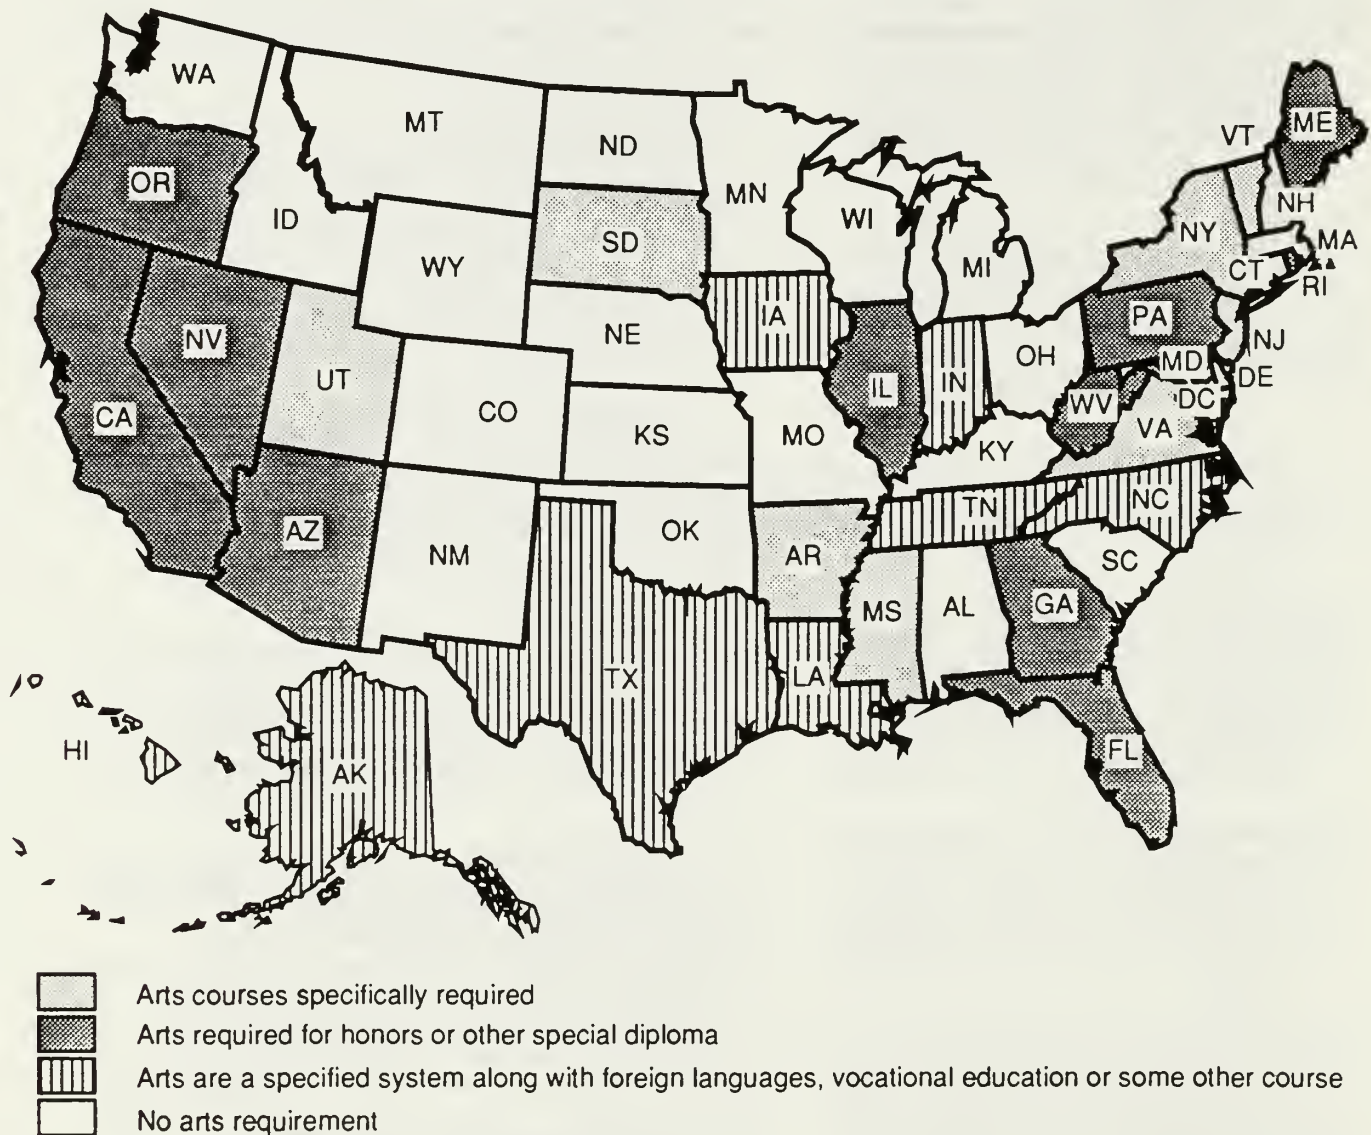 WA
MT
ND
MN
VT
ME
OR
ID
SD
WI
NH
NY
WY
MI
MA
CT
RI
IA
PA
NV
NE
OH
NJ
UT
IL
IN
MD
DE
CA
CO
WV
DC
KS
MO
VA
KY
TN
NC
AZ
OK
NM
AR
SC
MS
AL
GA
TX
LA
HI
FL
AK
Arts courses specifically required
Arts required for honors or other special diploma
Arts are a specified system along with foreign languages, vocational education or some other course
No arts requirement